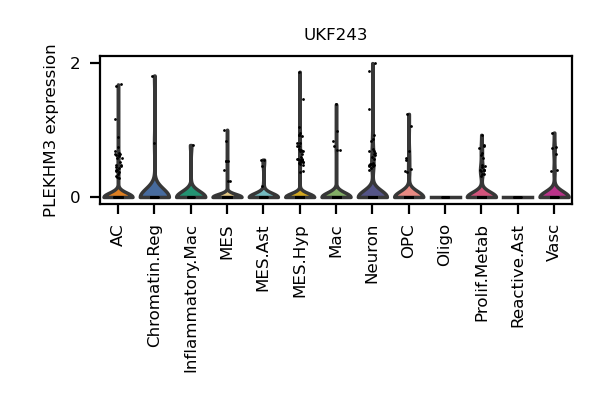 UKF243
PLEKHM3 expression
2
0
AC
Chromatin.Reg
Inflammatory.Mac
MES
MES.Ast
MES.Hyp
Mac
Neuron
OPC
Oligo
Prolif.Metab
Reactive.Ast
Vasc